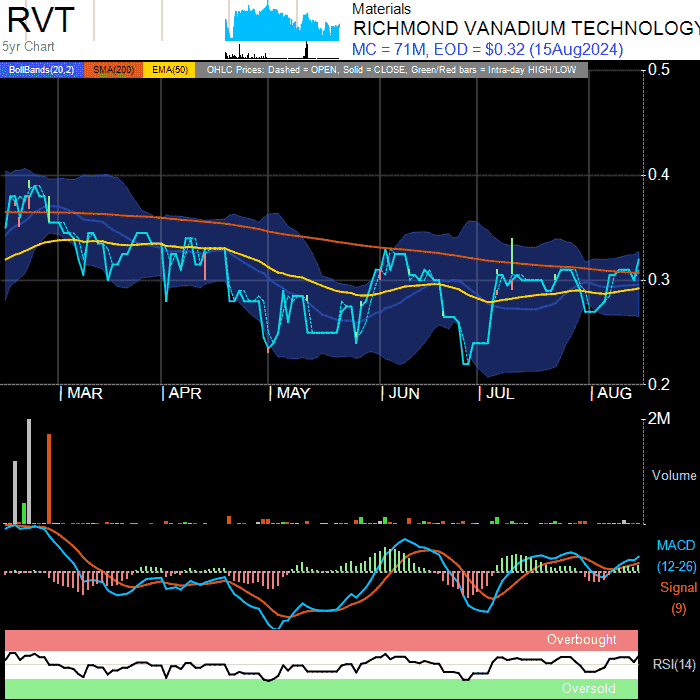 RVT
5yr Chart
Materials
RICHMOND VANADIUM TECHNOLOGY
MC = 71M, EOD = $0.32 (15Aug2024)
BollBands(20,2) SMA(200) EMA(50) OHLC Prices: Dashed = OPEN, Solid = CLOSE, Green/Red bars = Intra-day HIGH/LOW
0.5
0.4
0.3
0.2
MAR APR MAY JUN JUL AUG
2M
Volume
MACD
(12-26)
Signal
(9)
Overbought
RSI(14)
Oversold